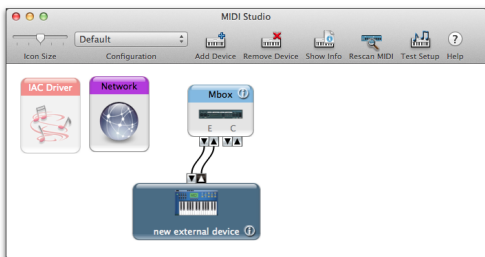 MIDI Studio
Default
Icon Size
Configuration
Add Device
Remove Device
Show Info
Rescan MIDI
Test Setup
?
Help
IAC Driver
Network
Mbox i
E C
new external device i